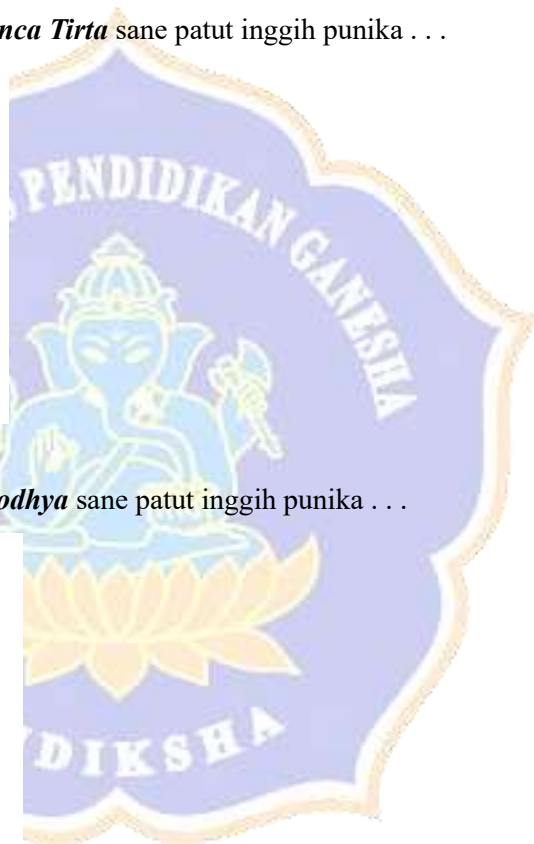 nca Tirta sane patut inggih punika . . .
PENDIDIKAN GANESHA
odhya sane patut inggih punika . . .
DIKSHA